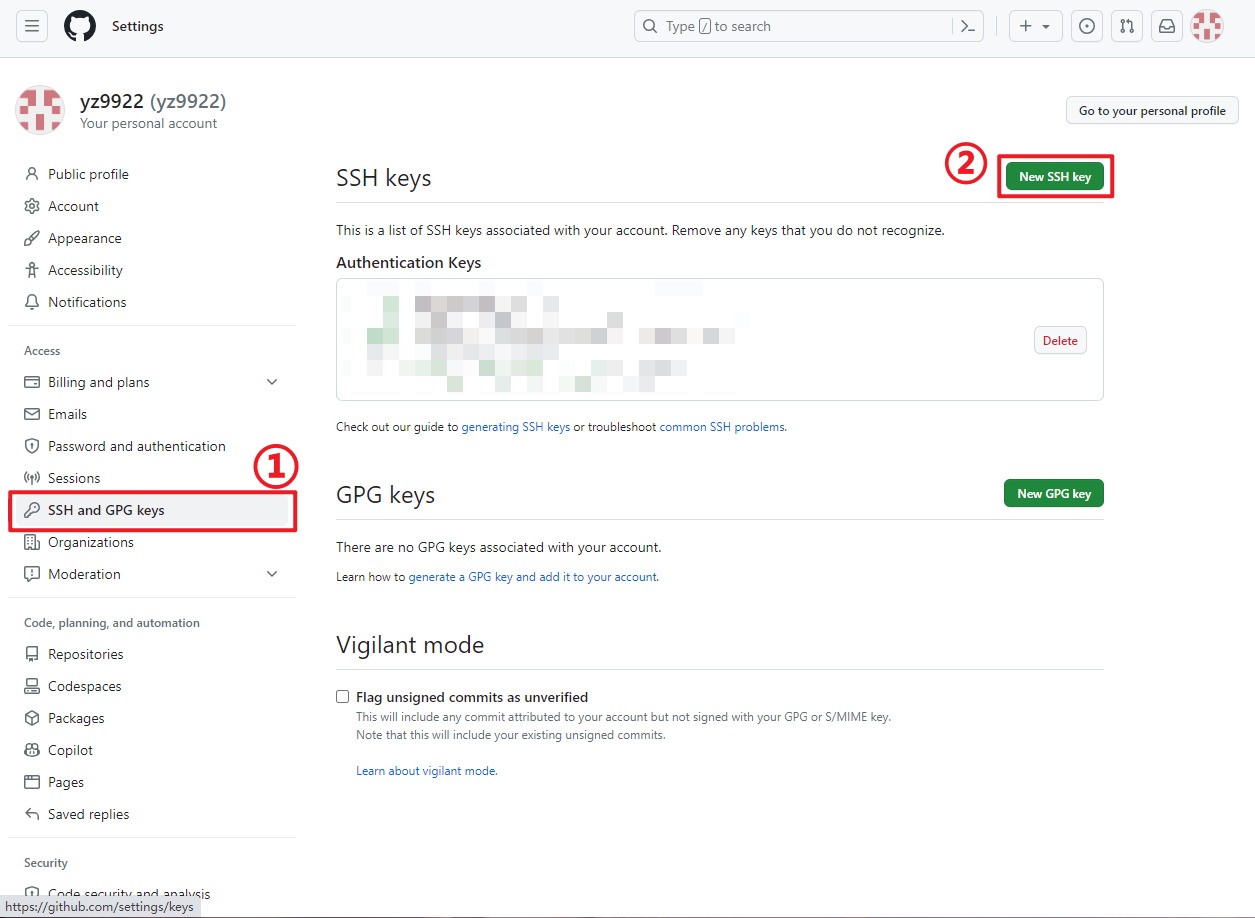 Settings
Type / to search
yz9922 (yz9922)
Your personal account
Go to your personal profile
Public profile
Account
Appearance
Accessibility
Notifications
Access
Billing and plans
Emails
Password and authentication
Sessions
①
SSH and GPG keys
Organizations
Moderation
Code, planning, and automation
Repositories
Codespaces
Packages
Copilot
Pages
Saved replies
Security
Code security and analysis
https://github.com/settings/keys
SSH keys
②
New SSH key
This is a list of SSH keys associated with your account. Remove any keys that you do not recognize.
Authentication Keys
Delete
Check out our guide to generating SSH keys or troubleshoot common SSH problems.
GPG keys
New GPG key
There are no GPG keys associated with your account.
Learn how to generate a GPG key and add it to your account.
Vigilant mode
Flag unsigned commits as unverified
This will include any commit attributed to your account but not signed with your GPG or S/MIME key.
Note that this will include your existing unsigned commits.
Learn about vigilant mode.